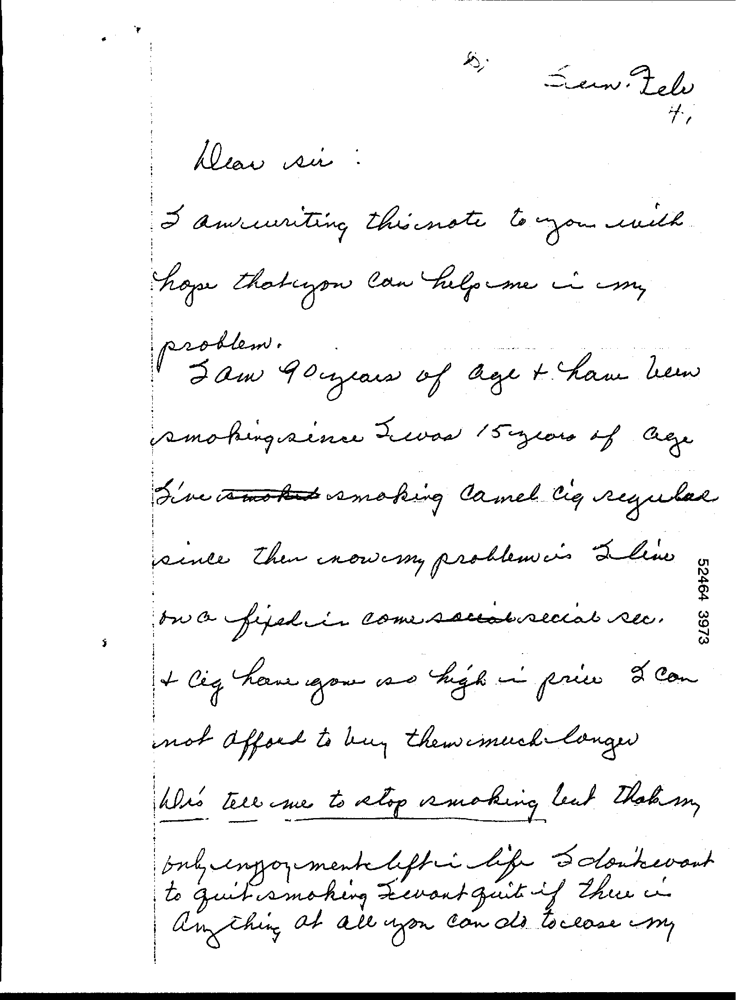 Sun. Feb
4,
Dear sir :
I am writing this note to you with
hope that you can help me in my
problem.
I am 90 years of age + have been
smoking since I was 15 years of age
I've smoked smoking Camel Cig regular
since then now my problem is I live
on a fixed in come social social sec.
+ Cig have gone so high in price I can
not afford to buy them much longer
Drs tell me to stop smoking but thats my
only enjoyment left in life I don't want
to quit smoking I want quit if there is
anything at all you can do to ease my
52464 3973